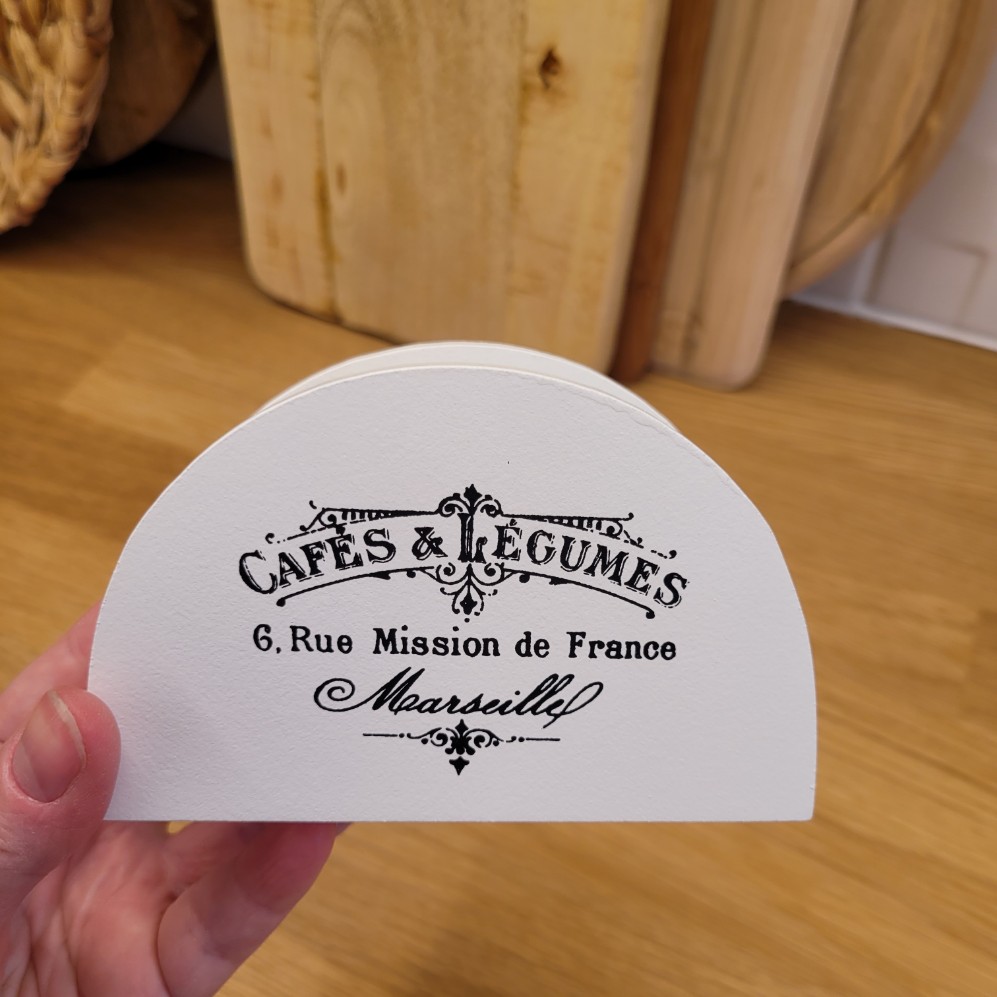 CAFÉS & LÉGUMES
6, Rue Mission de France
Marseille